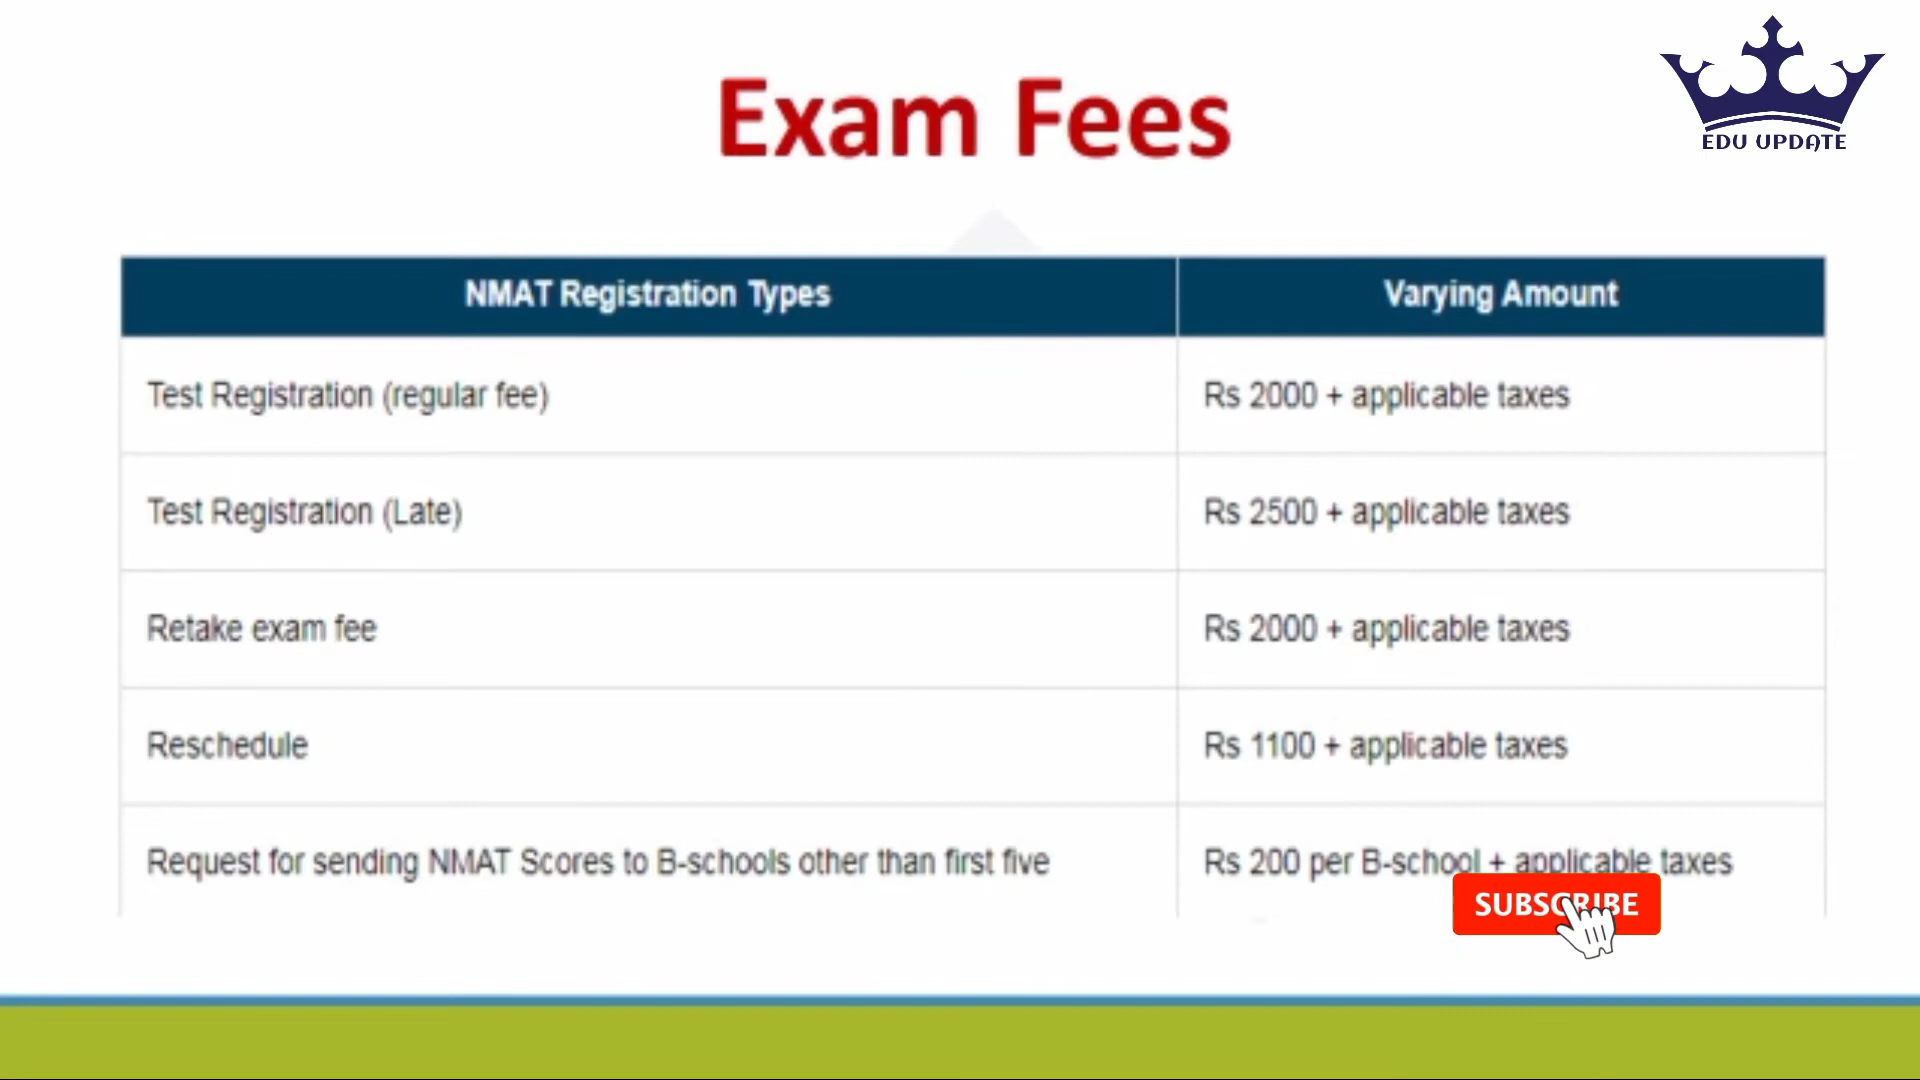 EDU UPDATE
Exam Fees
NMAT Registration Types Varying Amount
Test Registration (regular fee) Rs 2000 + applicable taxes
Test Registration (Late) Rs 2500 + applicable taxes
Retake exam fee Rs 2000 + applicable taxes
Reschedule Rs 1100 + applicable taxes
Request for sending NMAT Scores to B-schools other than first five Rs 200 per B-school + applicable taxes
SUBSCRIBE